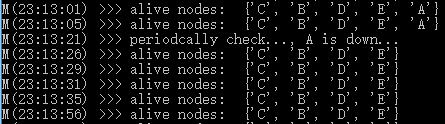 M(23:13:01) >>> alive nodes:  {'C', 'B', 'D', 'E', 'A'}
M(23:13:05) >>> alive nodes:  {'C', 'B', 'D', 'E', 'A'}
M(23:13:21) >>> periodcally check..., A is down...
M(23:13:26) >>> alive nodes:  {'C', 'B', 'D', 'E'}
M(23:13:29) >>> alive nodes:  {'C', 'B', 'D', 'E'}
M(23:13:31) >>> alive nodes:  {'C', 'B', 'D', 'E'}
M(23:13:35) >>> alive nodes:  {'C', 'B', 'D', 'E'}
M(23:13:56) >>> alive nodes:  {'C', 'B', 'D', 'E'}